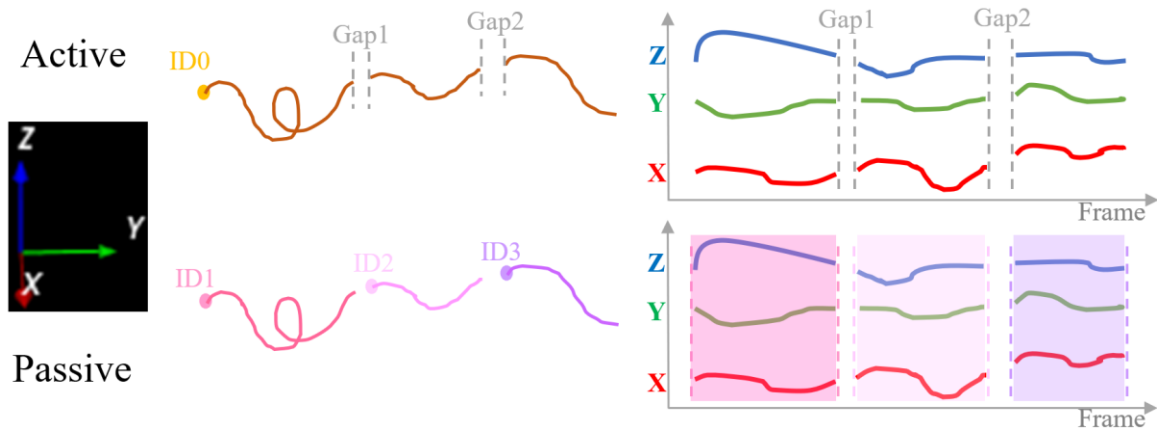 Active
ID0
Gap1
Gap2
Z
Y
X
Gap1
Gap2
Z
Y
X
Frame
ID1
ID2
ID3
Passive
Z
Y
X
Frame